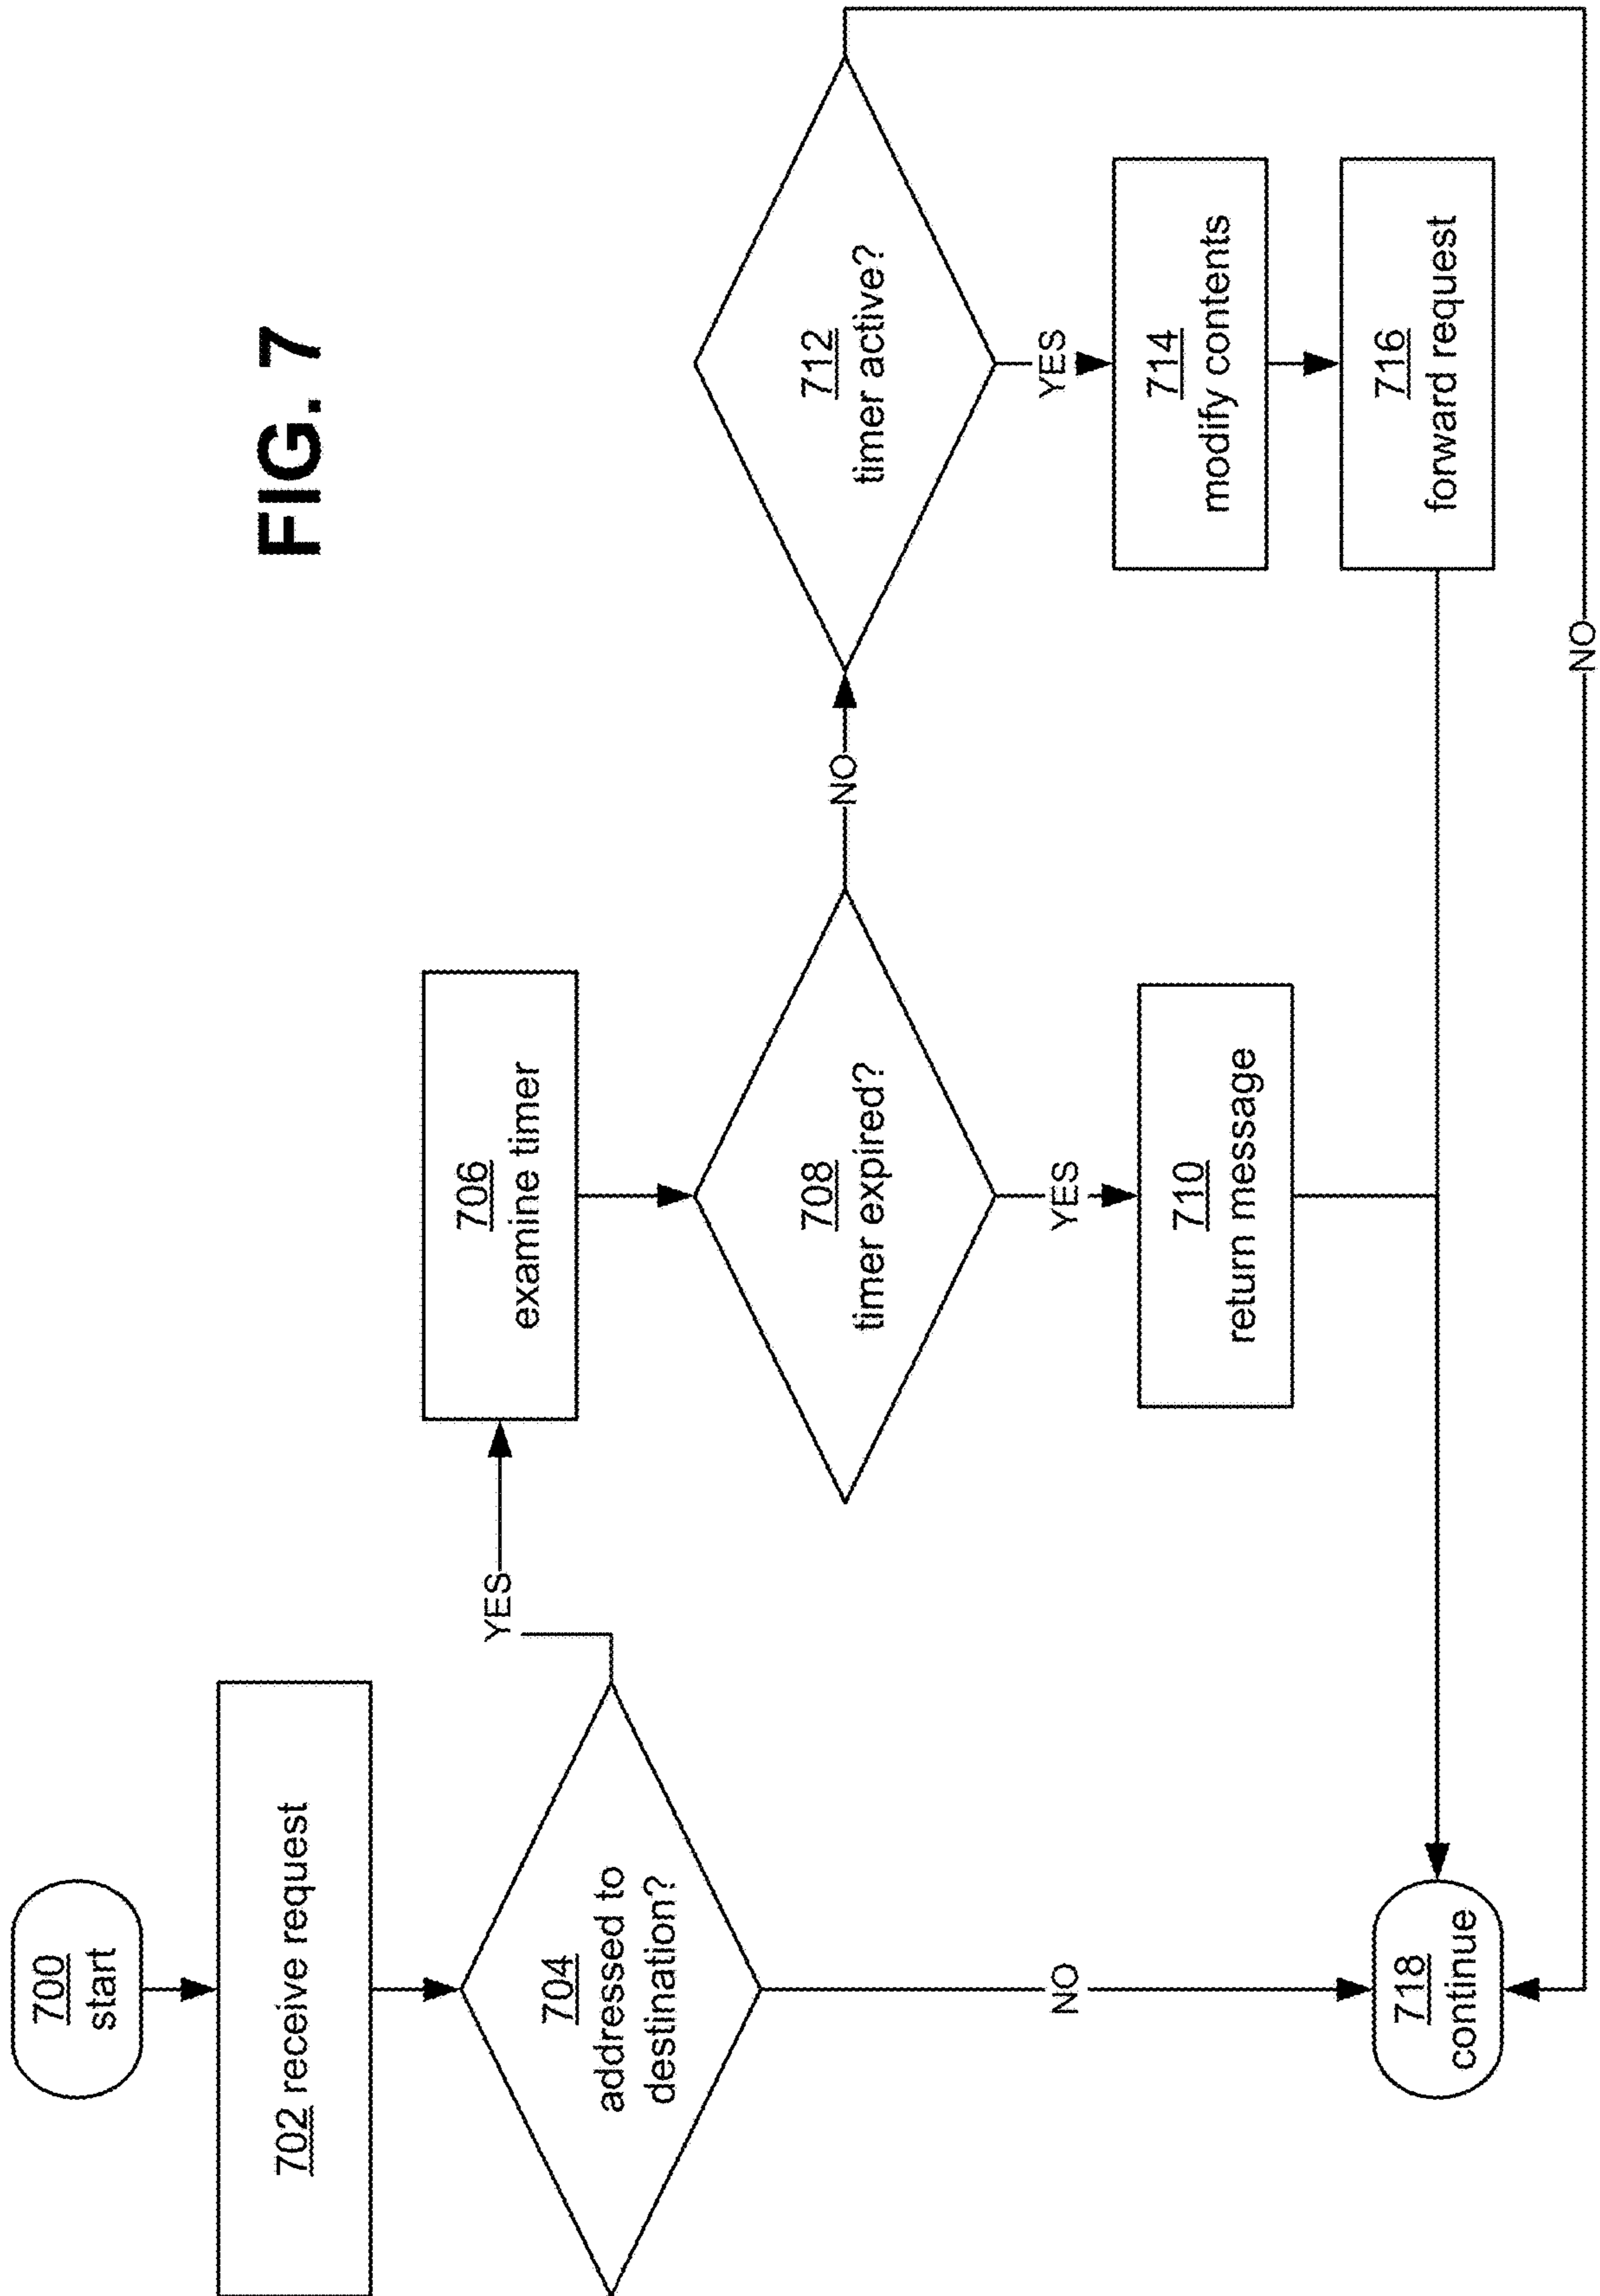 FIG. 7
700
start
702 receive request
704
addressed to
destination?
YES
706
examine timer
708
timer expired?
NO
712
timer active?
YES
710
return message
YES
714
modify contents
716
forward request
NO
718
continue
NO